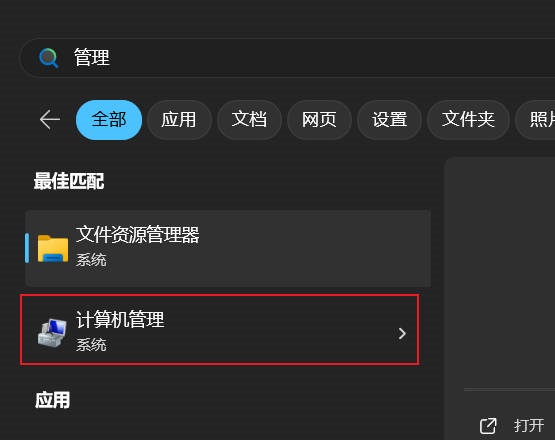 管理
全部 应用 文档 网页 设置 文件夹 照片
最佳匹配
文件资源管理器
系统
计算机管理
系统
应用
打开